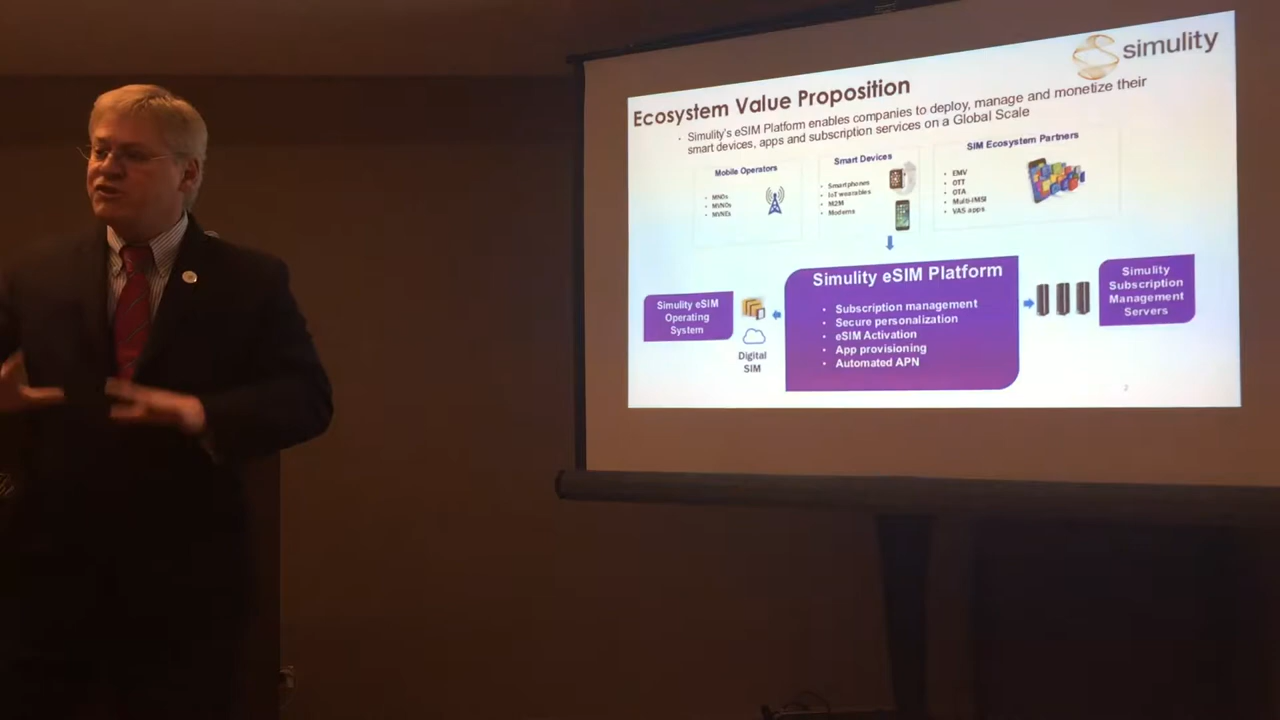 simulity
Ecosystem Value Proposition
• Simulity's eSIM Platform enables companies to deploy, manage and monetize their
smart devices, apps and subscription services on a Global Scale
Mobile Operators
• MNOs
• MVNOs
• MVNEs
Smart Devices
• Smartphones
• IoT wearables
• M2M
• Modems
SIM Ecosystem Partners
• EMV
• OTT
• OTA
• Multi-IMSI
• VAS apps
Simulity eSIM
Operating
System
Digital
SIM
Simulity eSIM Platform
• Subscription management
• Secure personalization
• eSIM Activation
• App provisioning
• Automated APN
Simulity
Subscription
Management
Servers
2